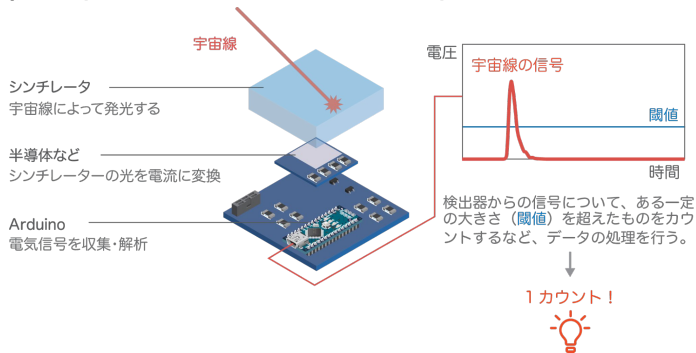 宇宙線
シンチレータ
宇宙線によって発光する
半導体など
シンチレーターの光を電流に変換
Arduino
電気信号を収集・解析
電圧
宇宙線の信号
閾値
時間
検出器からの信号について、ある一定
の大きさ（閾値）を超えたものをカウ
ントするなど、データの処理を行う。
1カウント！